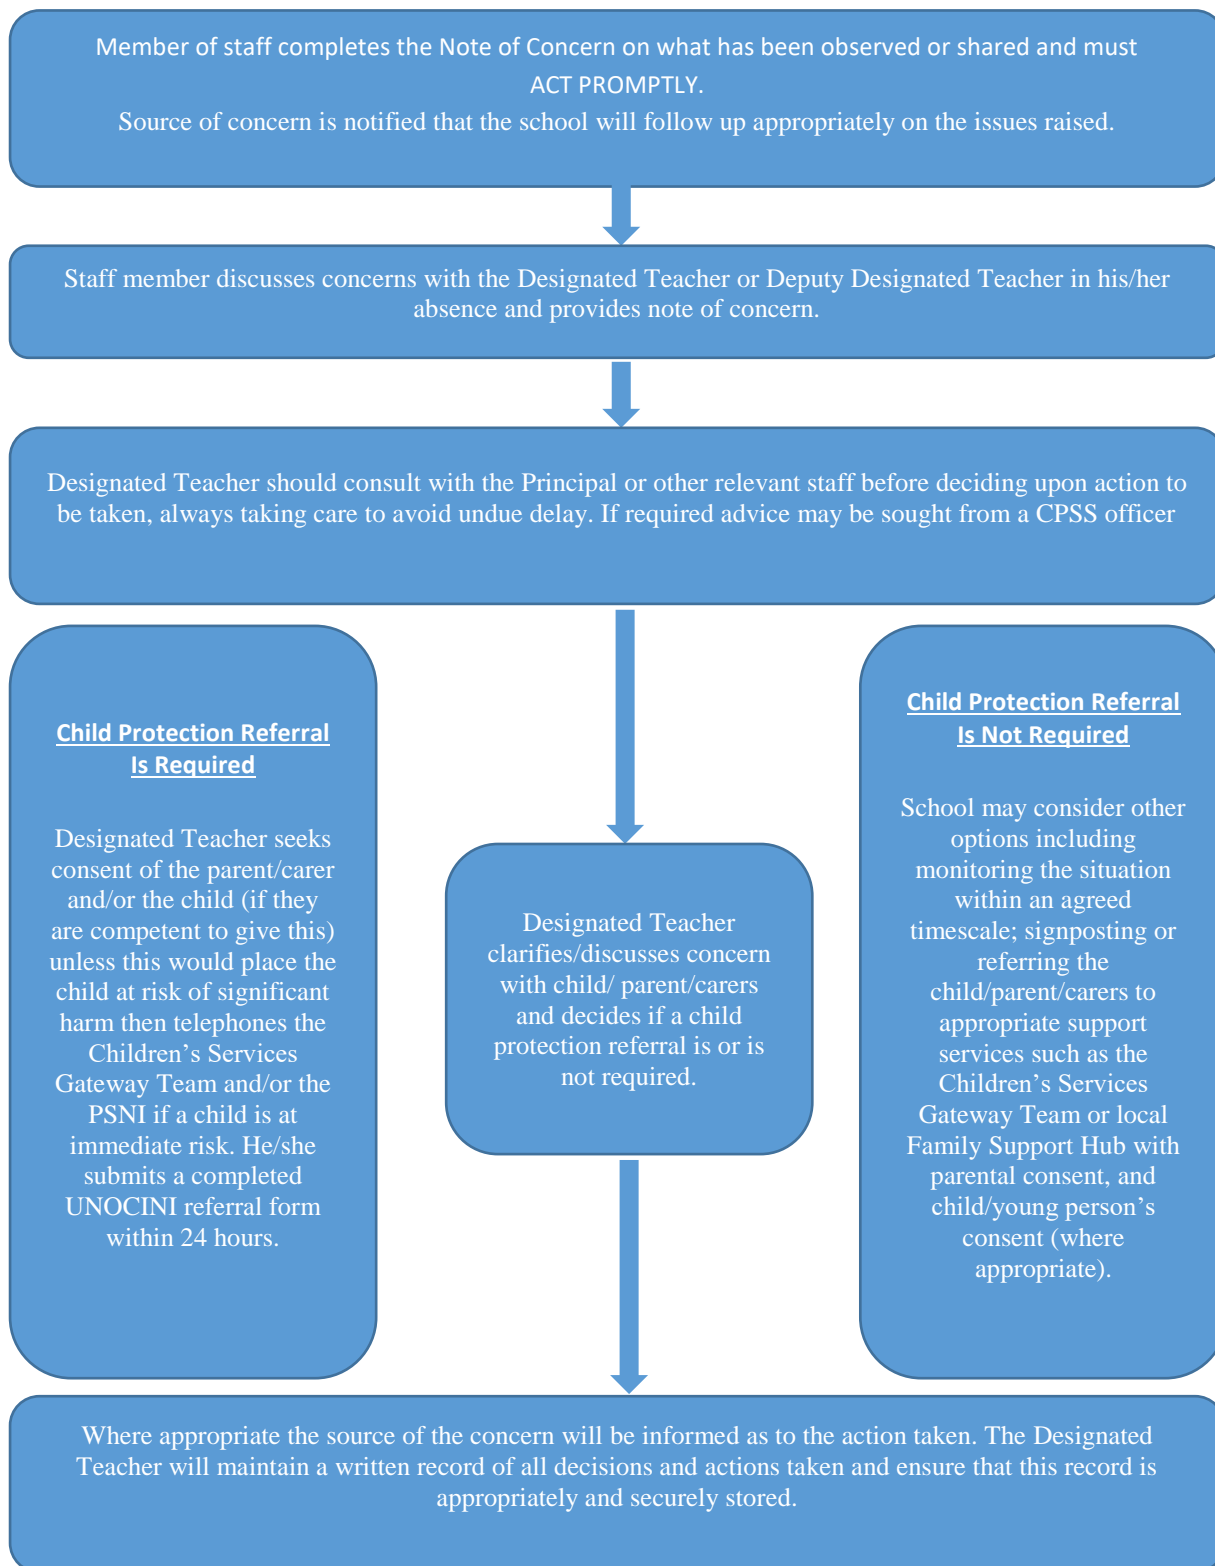 Member of staff completes the Note of Concern on what has been observed or shared and must
ACT PROMPTLY.
Source of concern is notified that the school will follow up appropriately on the issues raised.
Staff member discusses concerns with the Designated Teacher or Deputy Designated Teacher in his/her
absence and provides note of concern.
Designated Teacher should consult with the Principal or other relevant staff before deciding upon action to
be taken, always taking care to avoid undue delay. If required advice may be sought from a CPSS officer
Child Protection Referral
Is Required
Designated Teacher seeks
consent of the parent/carer
and/or the child (if they
are competent to give this)
unless this would place the
child at risk of significant
harm then telephones the
Children’s Services
Gateway Team and/or the
PSNI if a child is at
immediate risk. He/she
submits a completed
UNOCINI referral form
within 24 hours.
Designated Teacher
clarifies/discusses concern
with child/ parent/carers
and decides if a child
protection referral is or is
not required.
Child Protection Referral
Is Not Required
School may consider other
options including
monitoring the situation
within an agreed
timescale; signposting or
referring the
child/parent/carers to
appropriate support
services such as the
Children’s Services
Gateway Team or local
Family Support Hub with
parental consent, and
child/young person’s
consent (where
appropriate).
Where appropriate the source of the concern will be informed as to the action taken. The Designated
Teacher will maintain a written record of all decisions and actions taken and ensure that this record is
appropriately and securely stored.